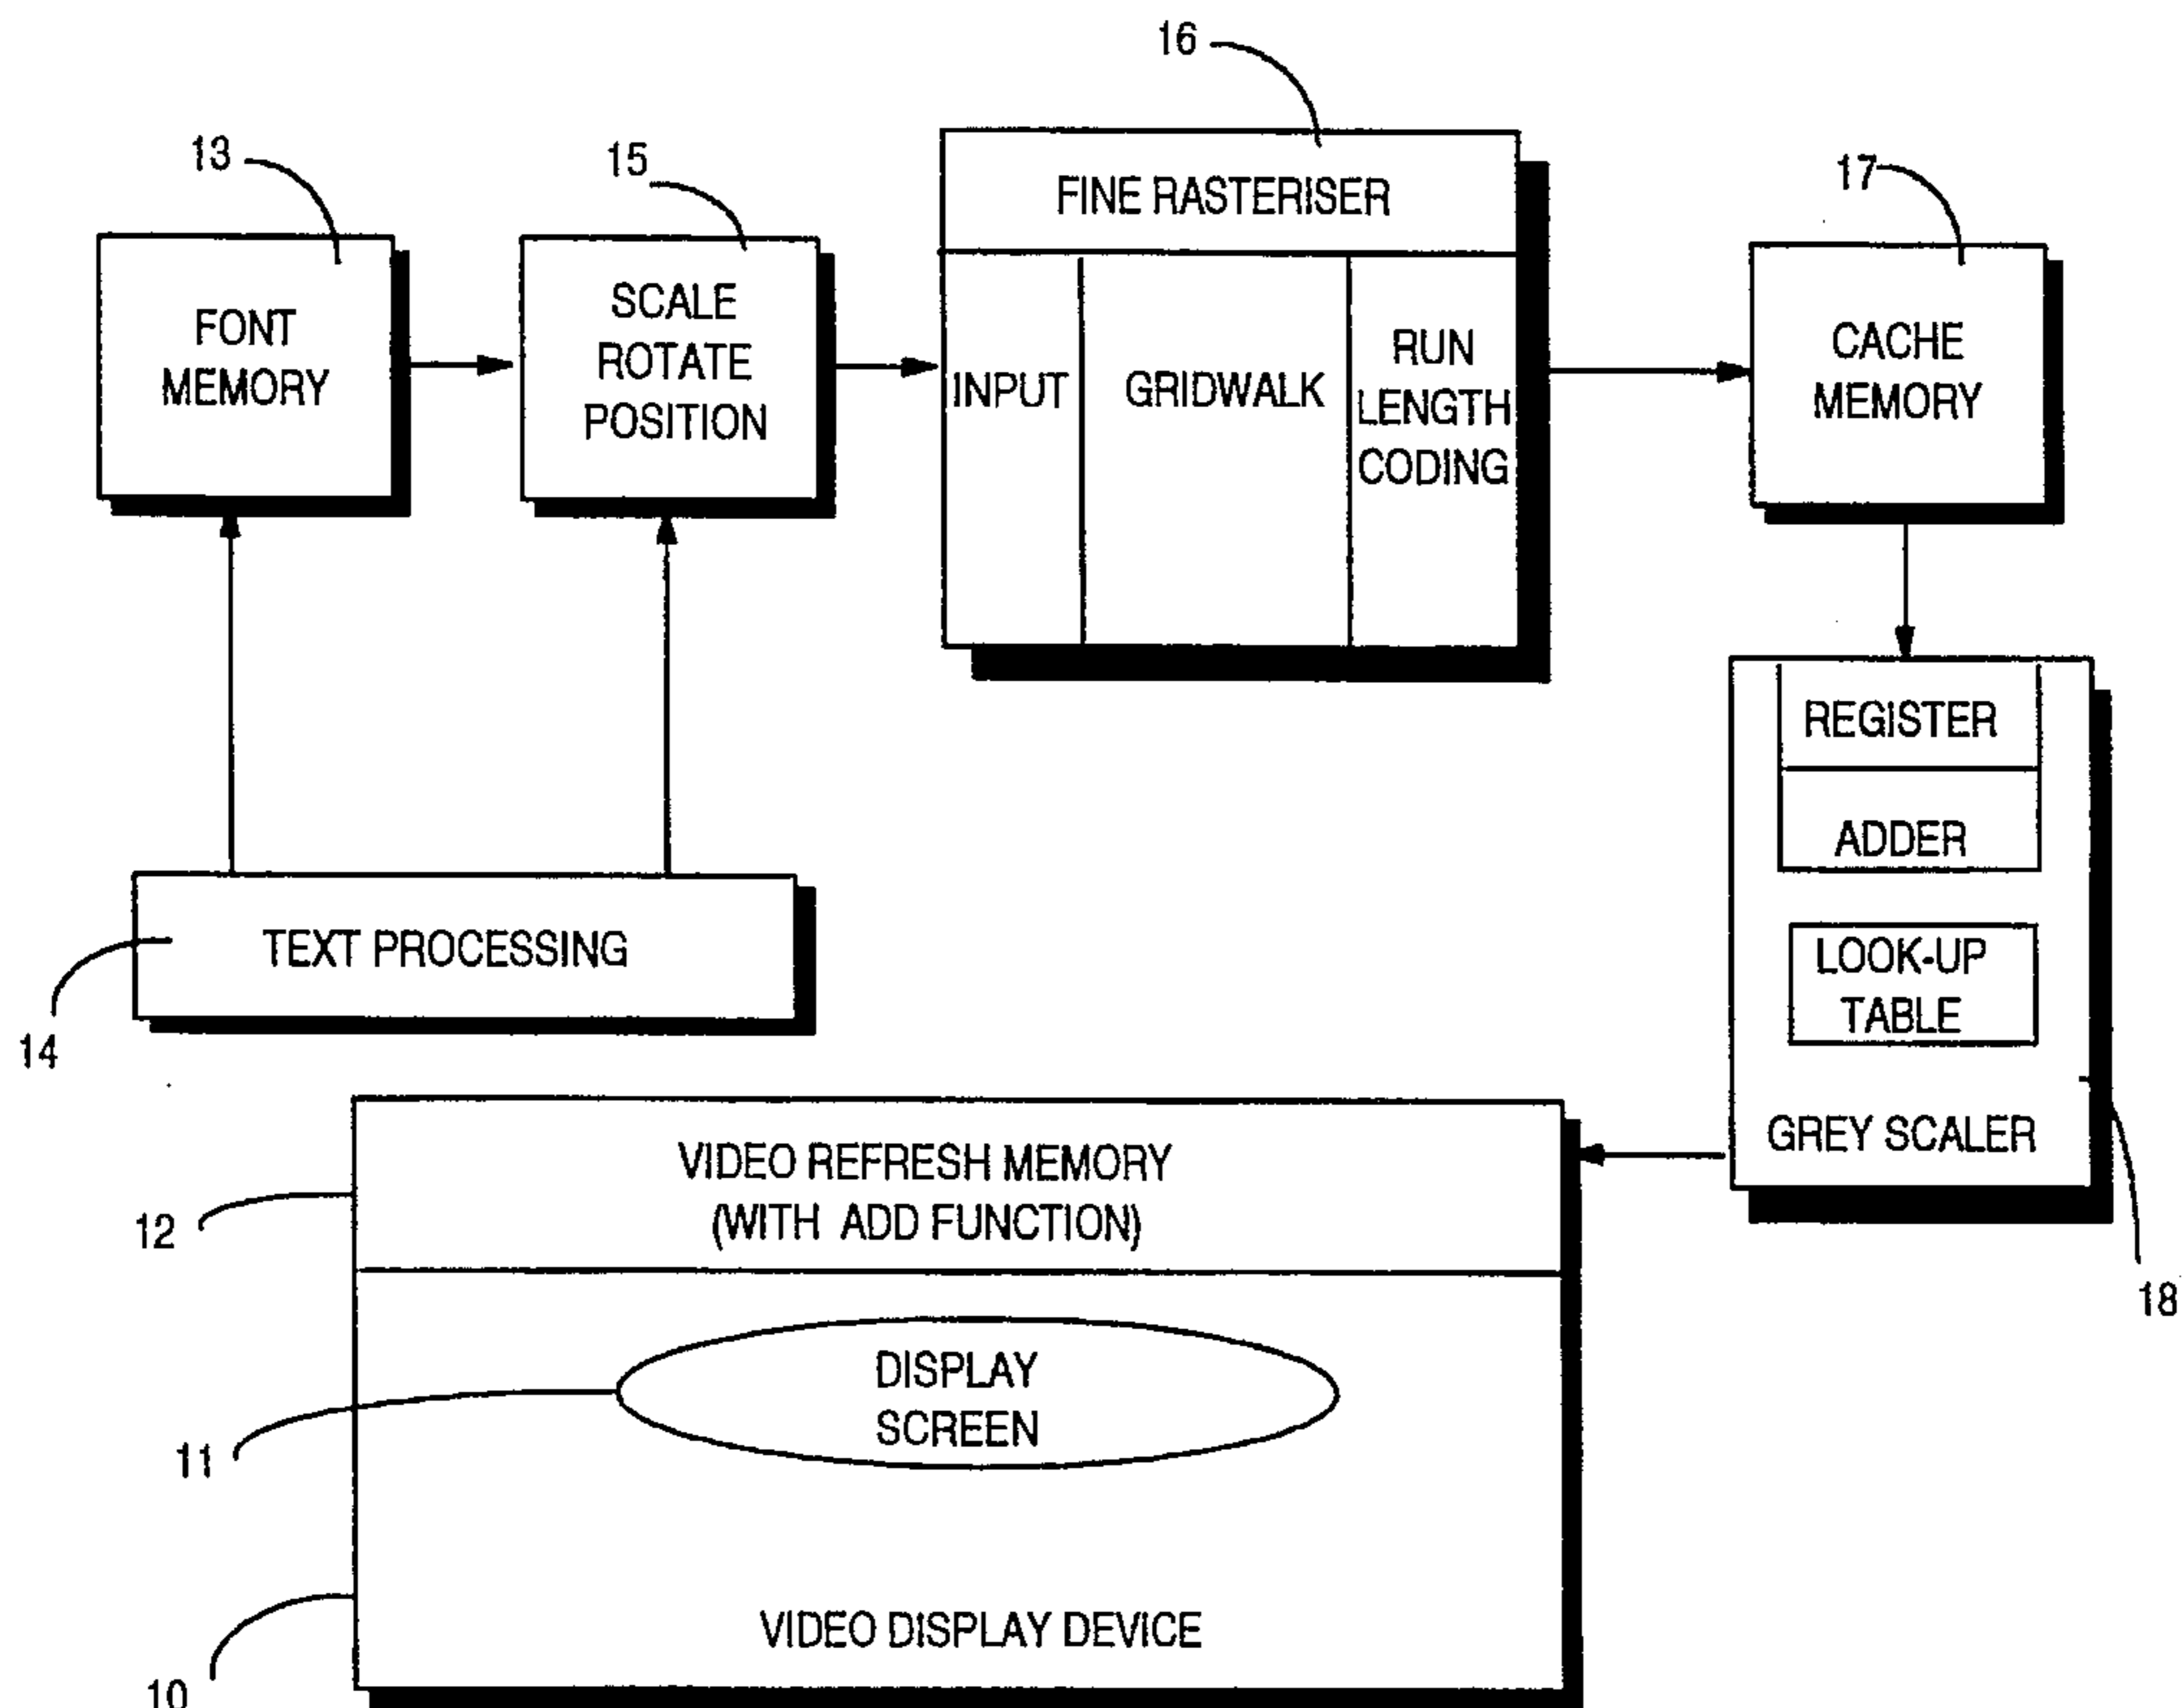 16
13
15
17
FINE RASTERISER
FONT
MEMORY
SCALE
ROTATE
POSITION
INPUT
GRIDWALK
RUN
LENGTH
CODING
CACHE
MEMORY
REGISTER
ADDER
LOOK-UP
TABLE
GREY SCALER
18
TEXT PROCESSING
14
VIDEO REFRESH MEMORY
(WITH ADD FUNCTION)
12
DISPLAY
SCREEN
11
VIDEO DISPLAY DEVICE
10